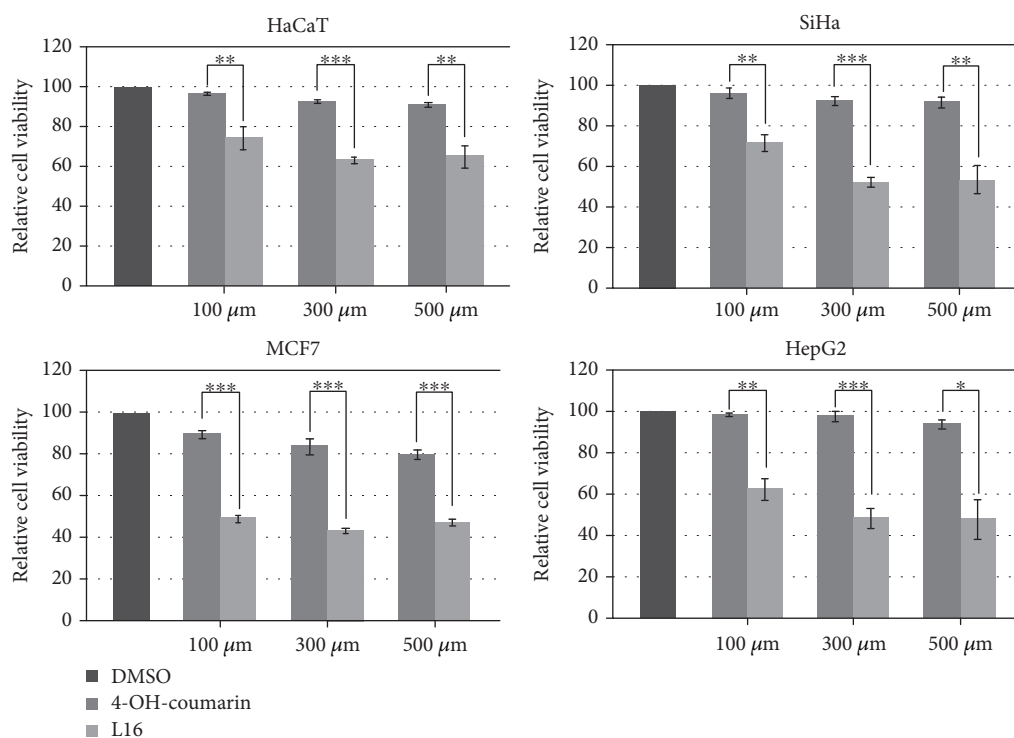 HaCaT
Relative cell viability
120
100
80
60
40
20
0
** *** **
100 μm 300 μm 500 μm
SiHa
Relative cell viability
120
100
80
60
40
20
0
** *** **
100 μm 300 μm 500 μm
MCF7
Relative cell viability
120
100
80
60
40
20
0
*** *** ***
100 μm 300 μm 500 μm
HepG2
Relative cell viability
120
100
80
60
40
20
0
** *** *
100 μm 300 μm 500 μm
DMSO
4-OH-coumarin
L16